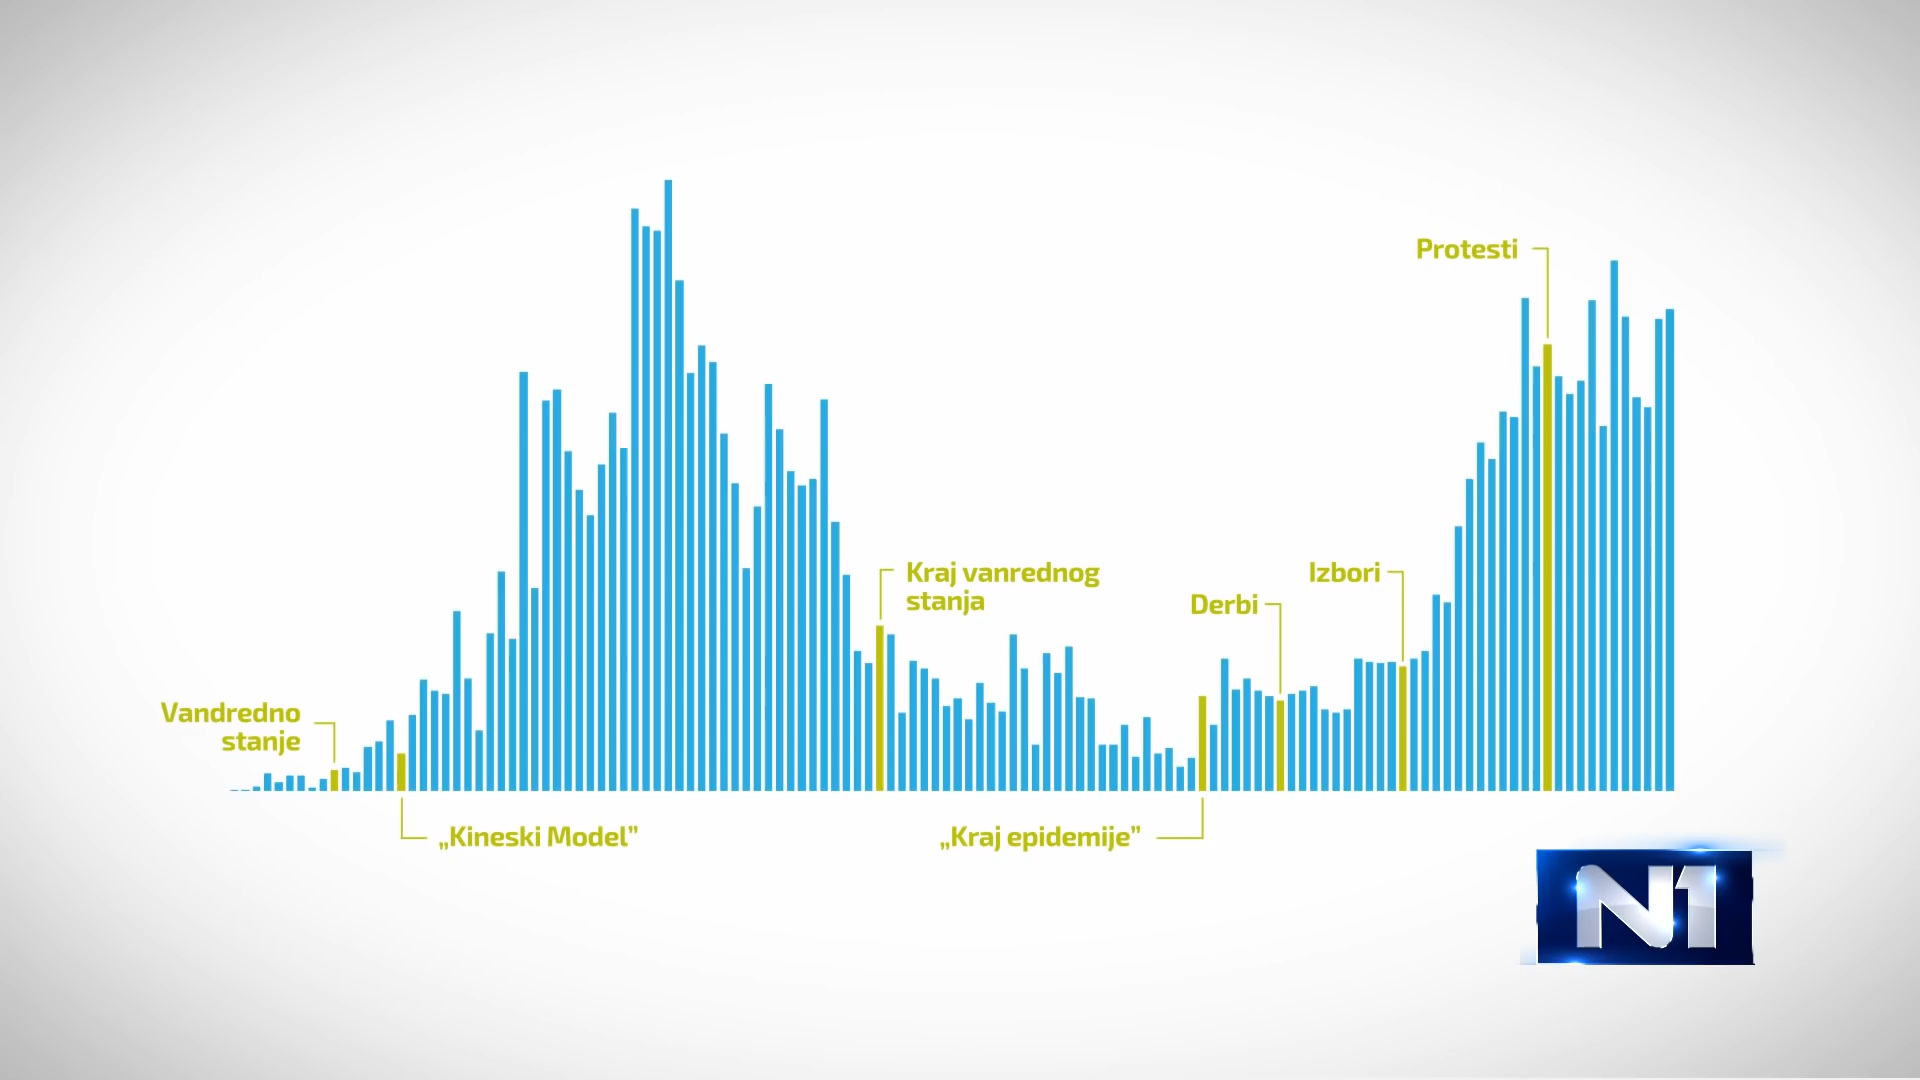 Protesti
Kraj vanrednog
stanja
Izbori
Derbi
Vandredno
stanje
„Kineski Model”
„Kraj epidemije”
N1